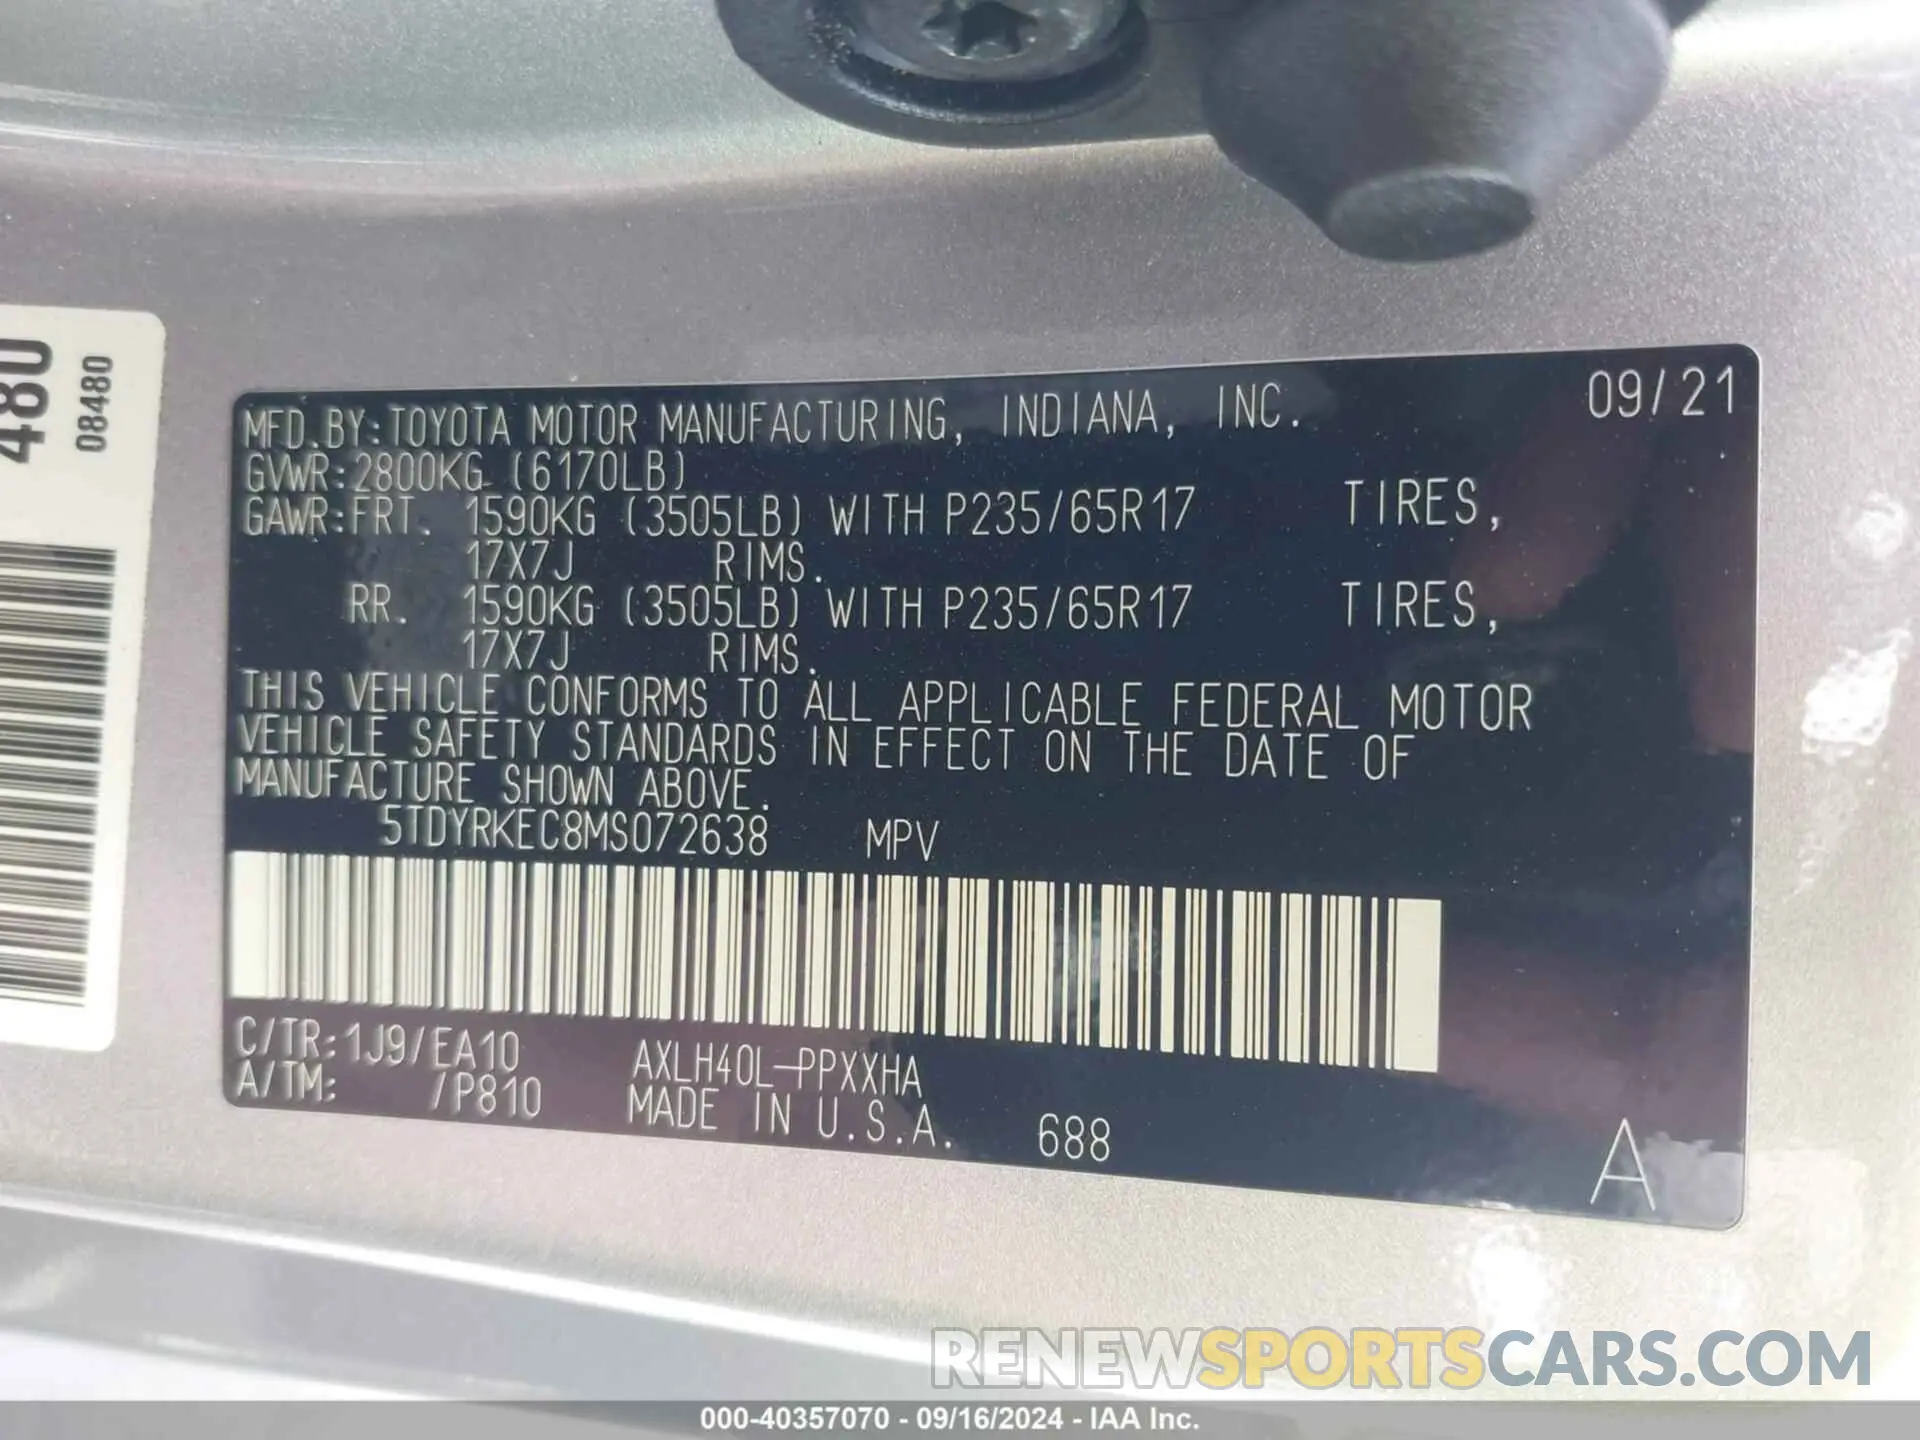 480
08480
MFD.BY:TOYOTA MOTOR MANUFACTURING, INDIANA, INC. 09/21
GVWR:2800KG (6170LB)
GAWR:FRT. 1590KG (3505LB) WITH P235/65R17 TIRES,
17X7J RIMS.
RR. 1590KG (3505LB) WITH P235/65R17 TIRES,
17X7J RIMS.
THIS VEHICLE CONFORMS TO ALL APPLICABLE FEDERAL MOTOR
VEHICLE SAFETY STANDARDS IN EFFECT ON THE DATE OF
MANUFACTURE SHOWN ABOVE.
5TDYRKEC8MS072638 MPV
C/TR:1J9/EA10 AXLH40L-PPXXHA
A/TM: /P810 MADE IN U.S.A. 688 A
RENEWSPORTSCARS.COM
000-40357070 - 09/16/2024 - IAA Inc.